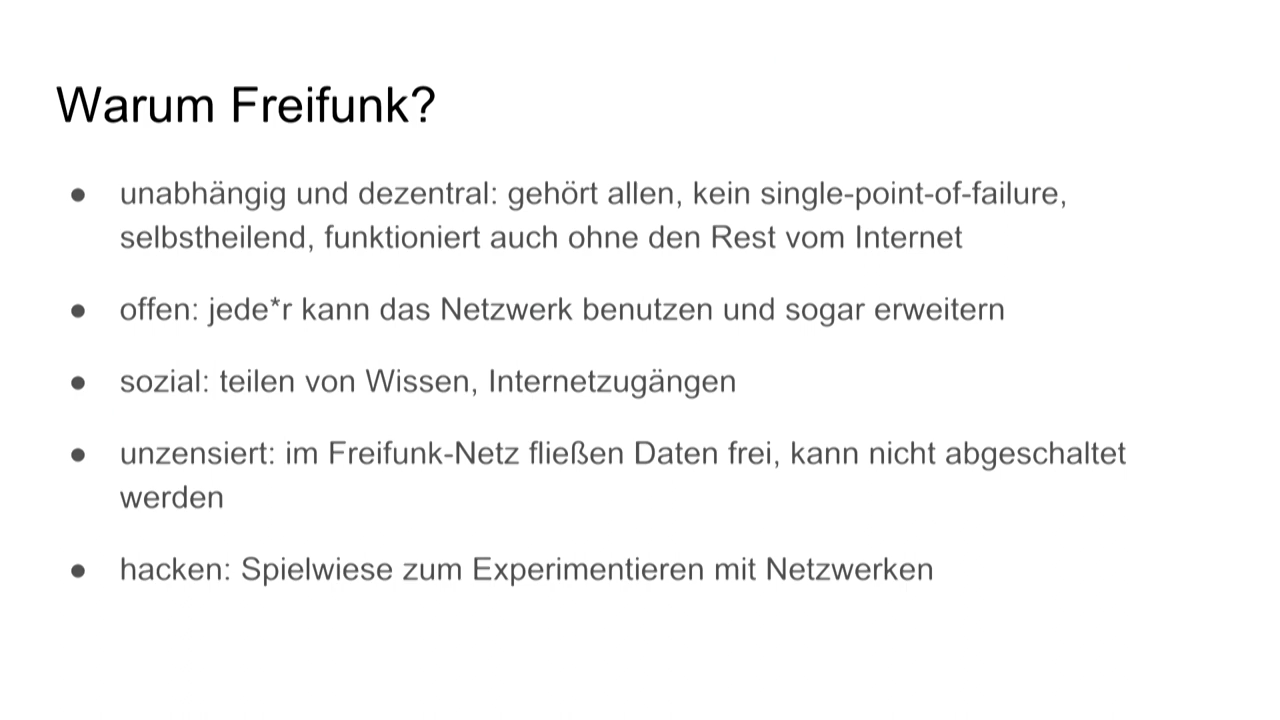 Warum Freifunk?
● unabhängig und dezentral: gehört allen, kein single-point-of-failure,
selbstheilend, funktioniert auch ohne den Rest vom Internet
● offen: jede*r kann das Netzwerk benutzen und sogar erweitern
● sozial: teilen von Wissen, Internetzugängen
● unzensiert: im Freifunk-Netz fließen Daten frei, kann nicht abgeschaltet
werden
● hacken: Spielwiese zum Experimentieren mit Netzwerken